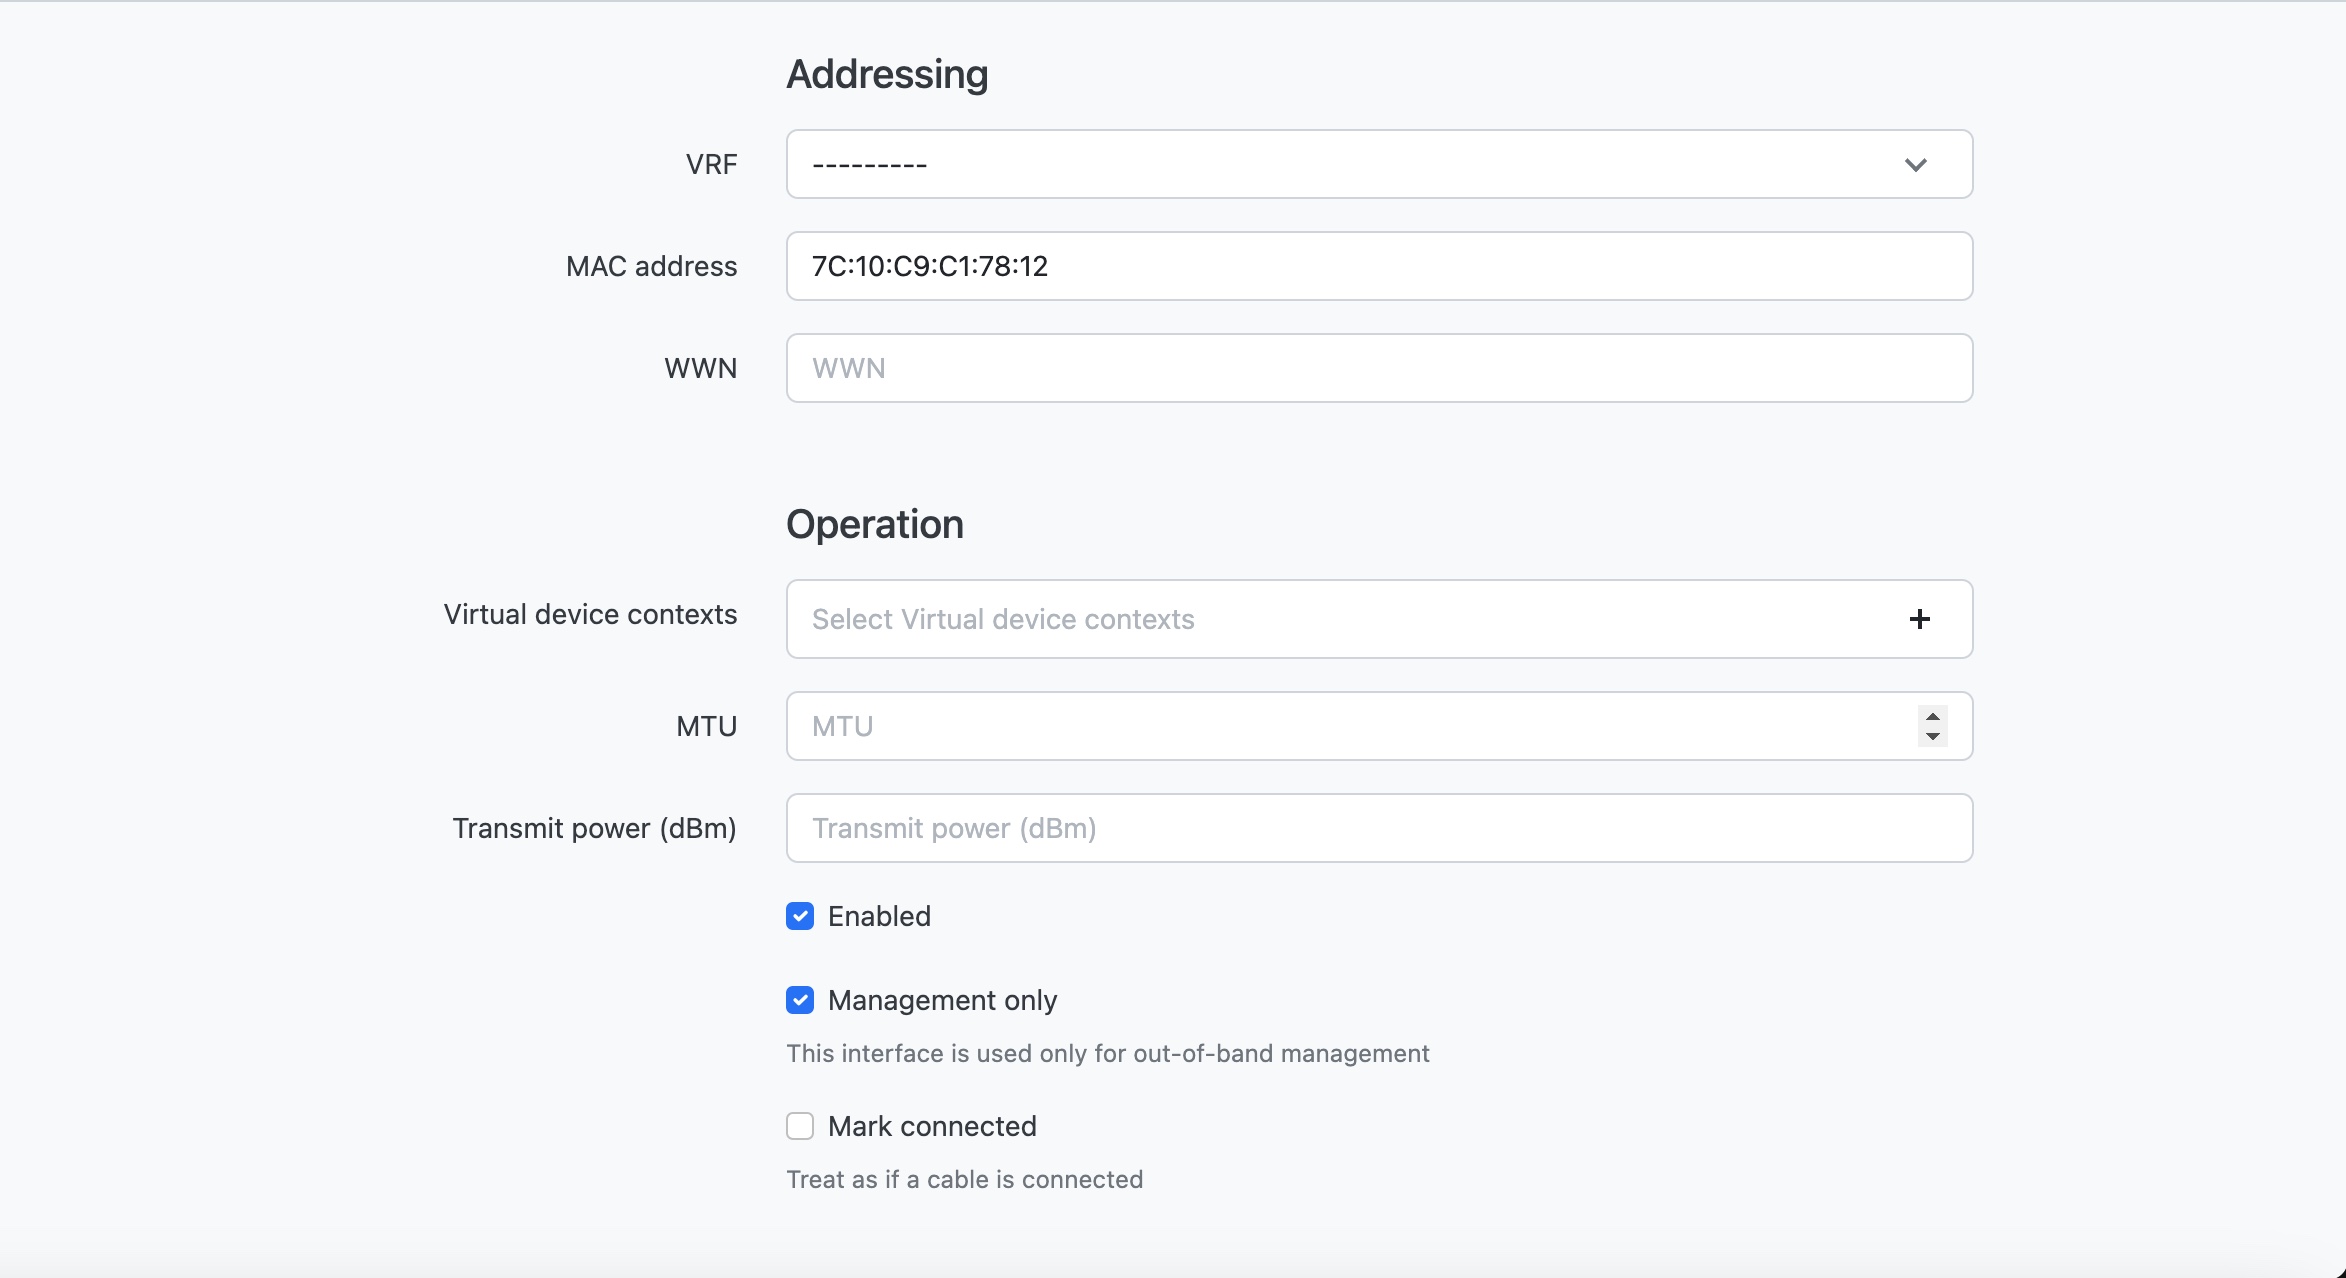 Addressing
VRF ---------
MAC address 7C:10:C9:C1:78:12
WWN WWN
Operation
Virtual device contexts Select Virtual device contexts +
MTU MTU
Transmit power (dBm) Transmit power (dBm)
Enabled
Management only
This interface is used only for out-of-band management
Mark connected
Treat as if a cable is connected